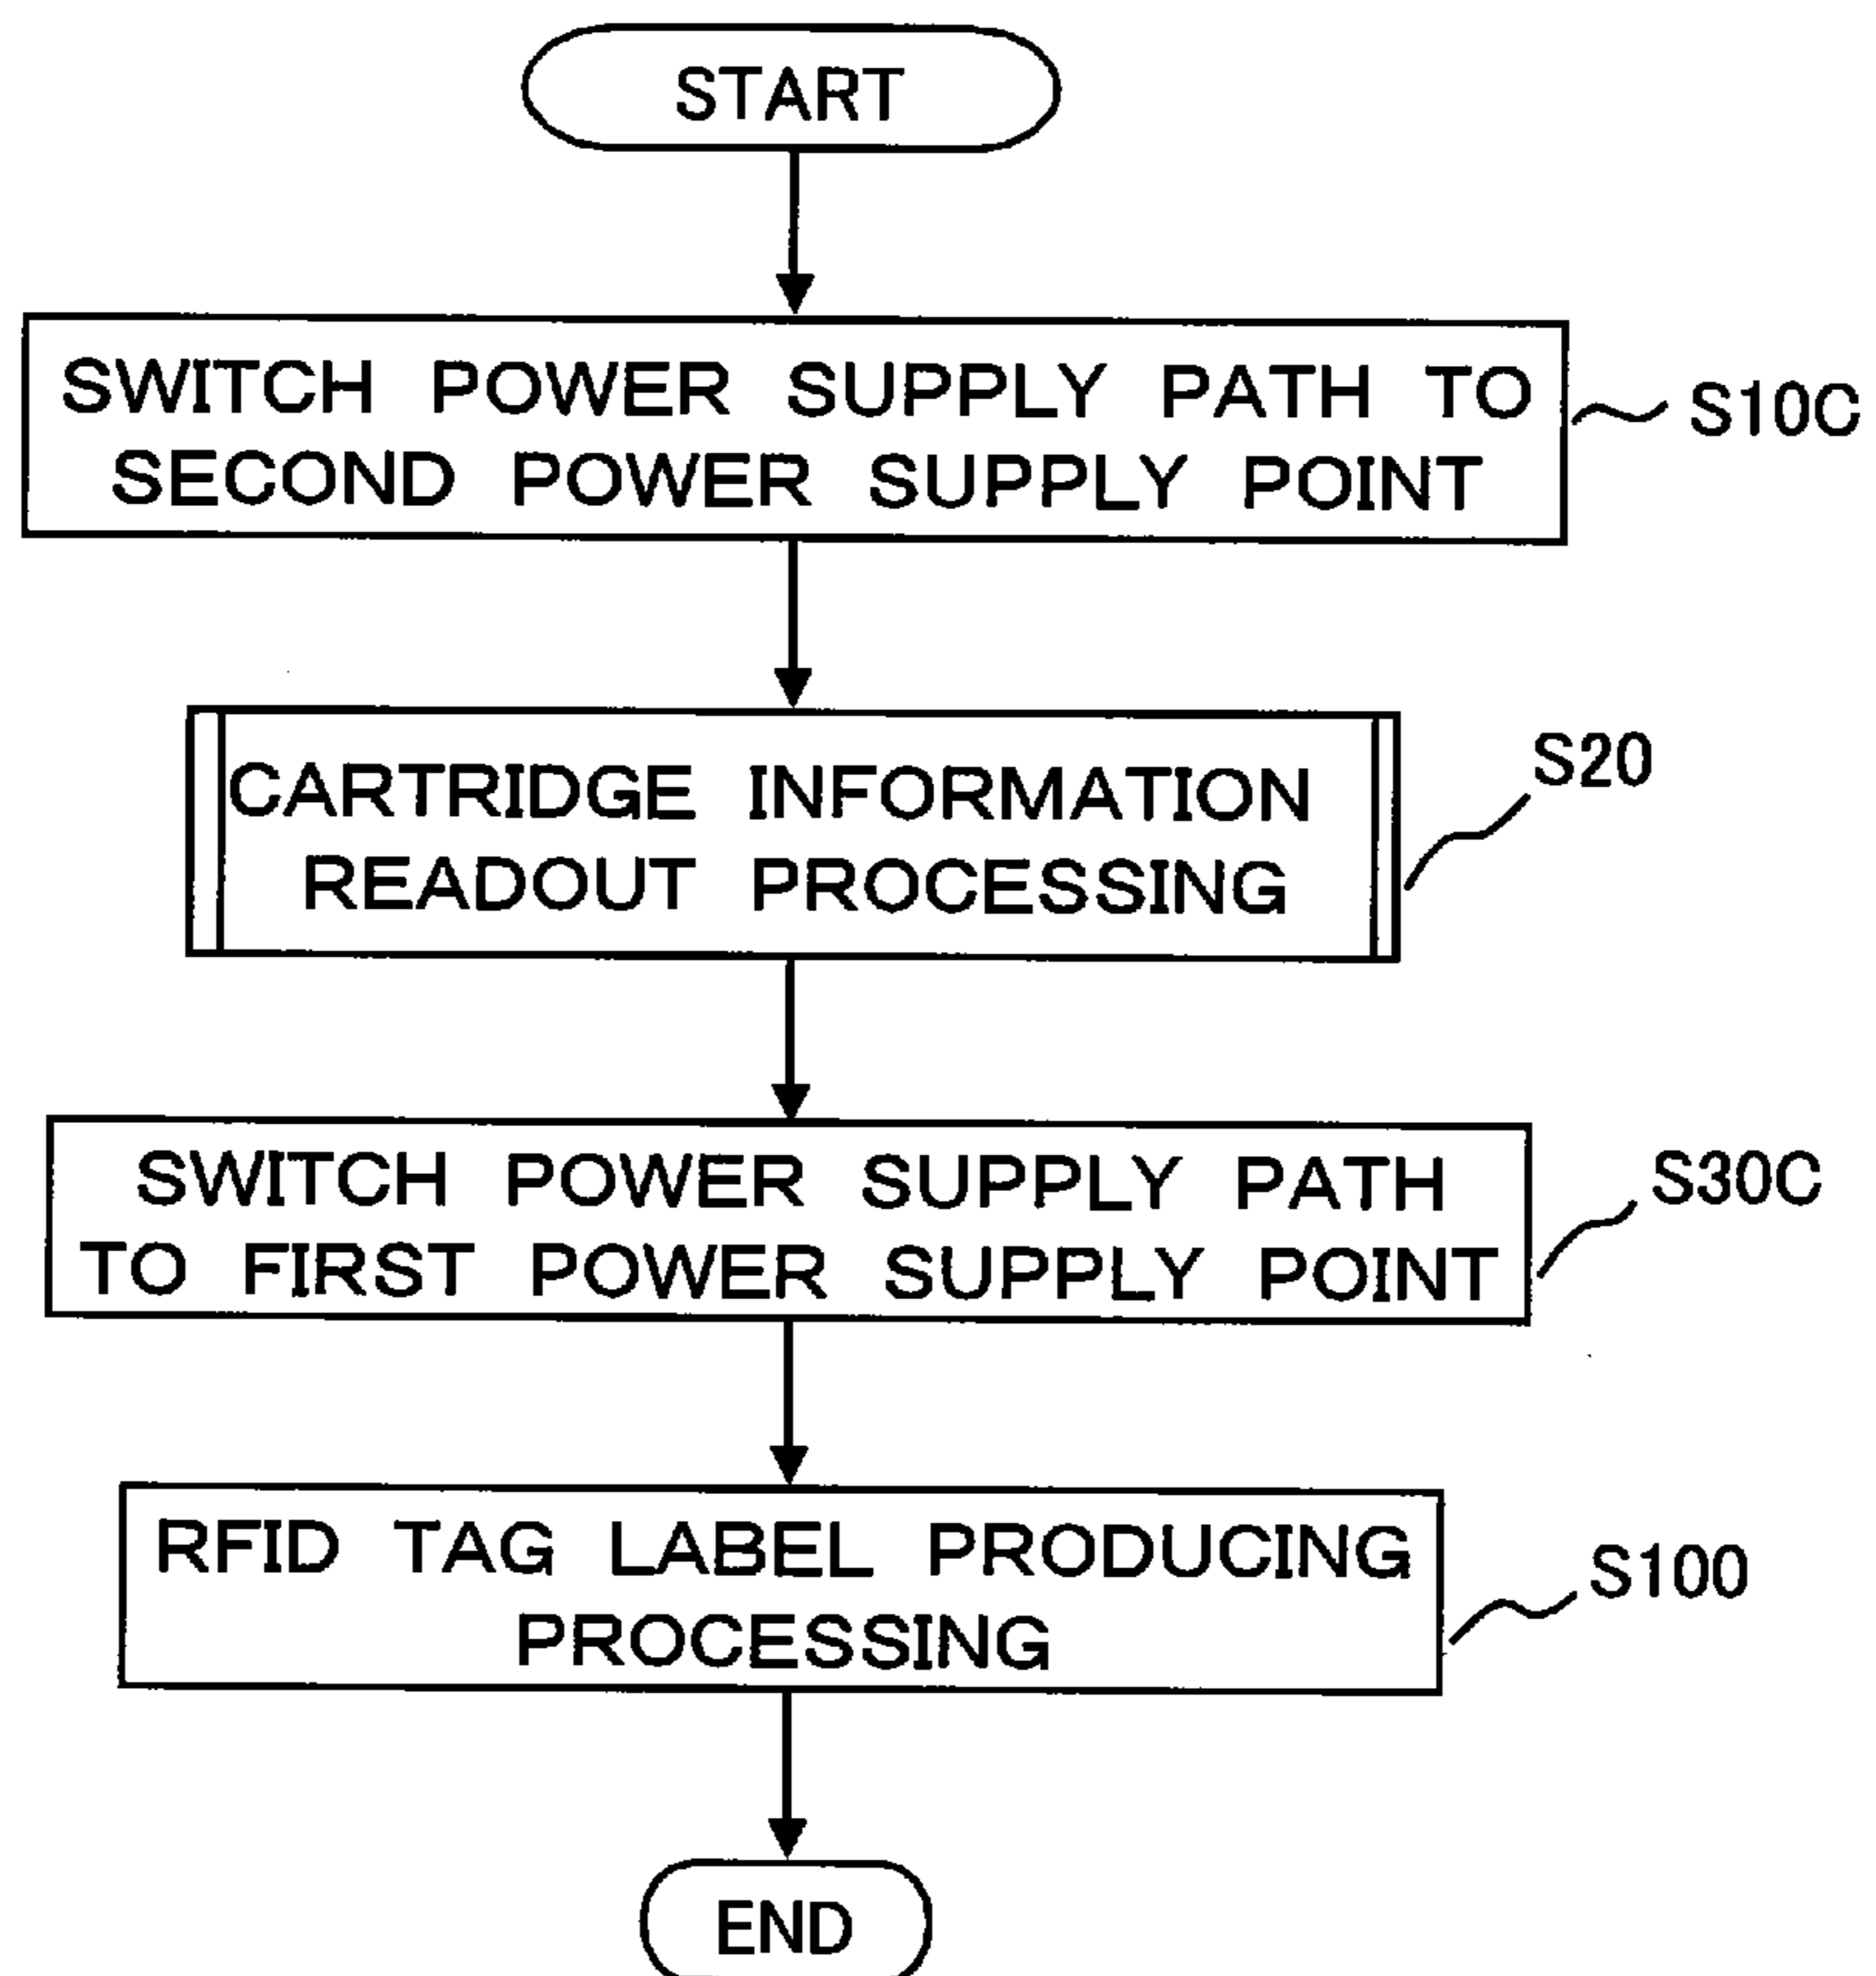 START
SWITCH POWER SUPPLY PATH TO
SECOND POWER SUPPLY POINT
S10C
CARTRIDGE INFORMATION
READOUT PROCESSING
S20
SWITCH POWER SUPPLY PATH
TO FIRST POWER SUPPLY POINT
S30C
RFID TAG LABEL PRODUCING
PROCESSING
S100
END